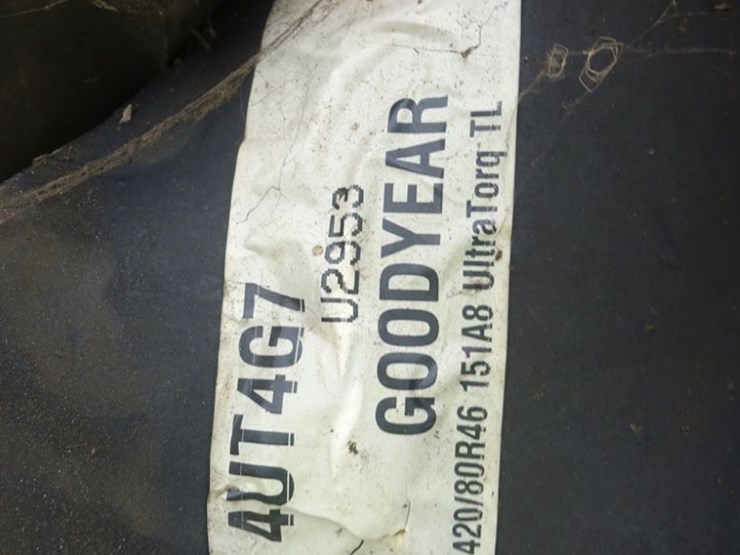 4UT4G7
U2953
GOODYEAR
420/80R46 151A8 UltraTorq TL